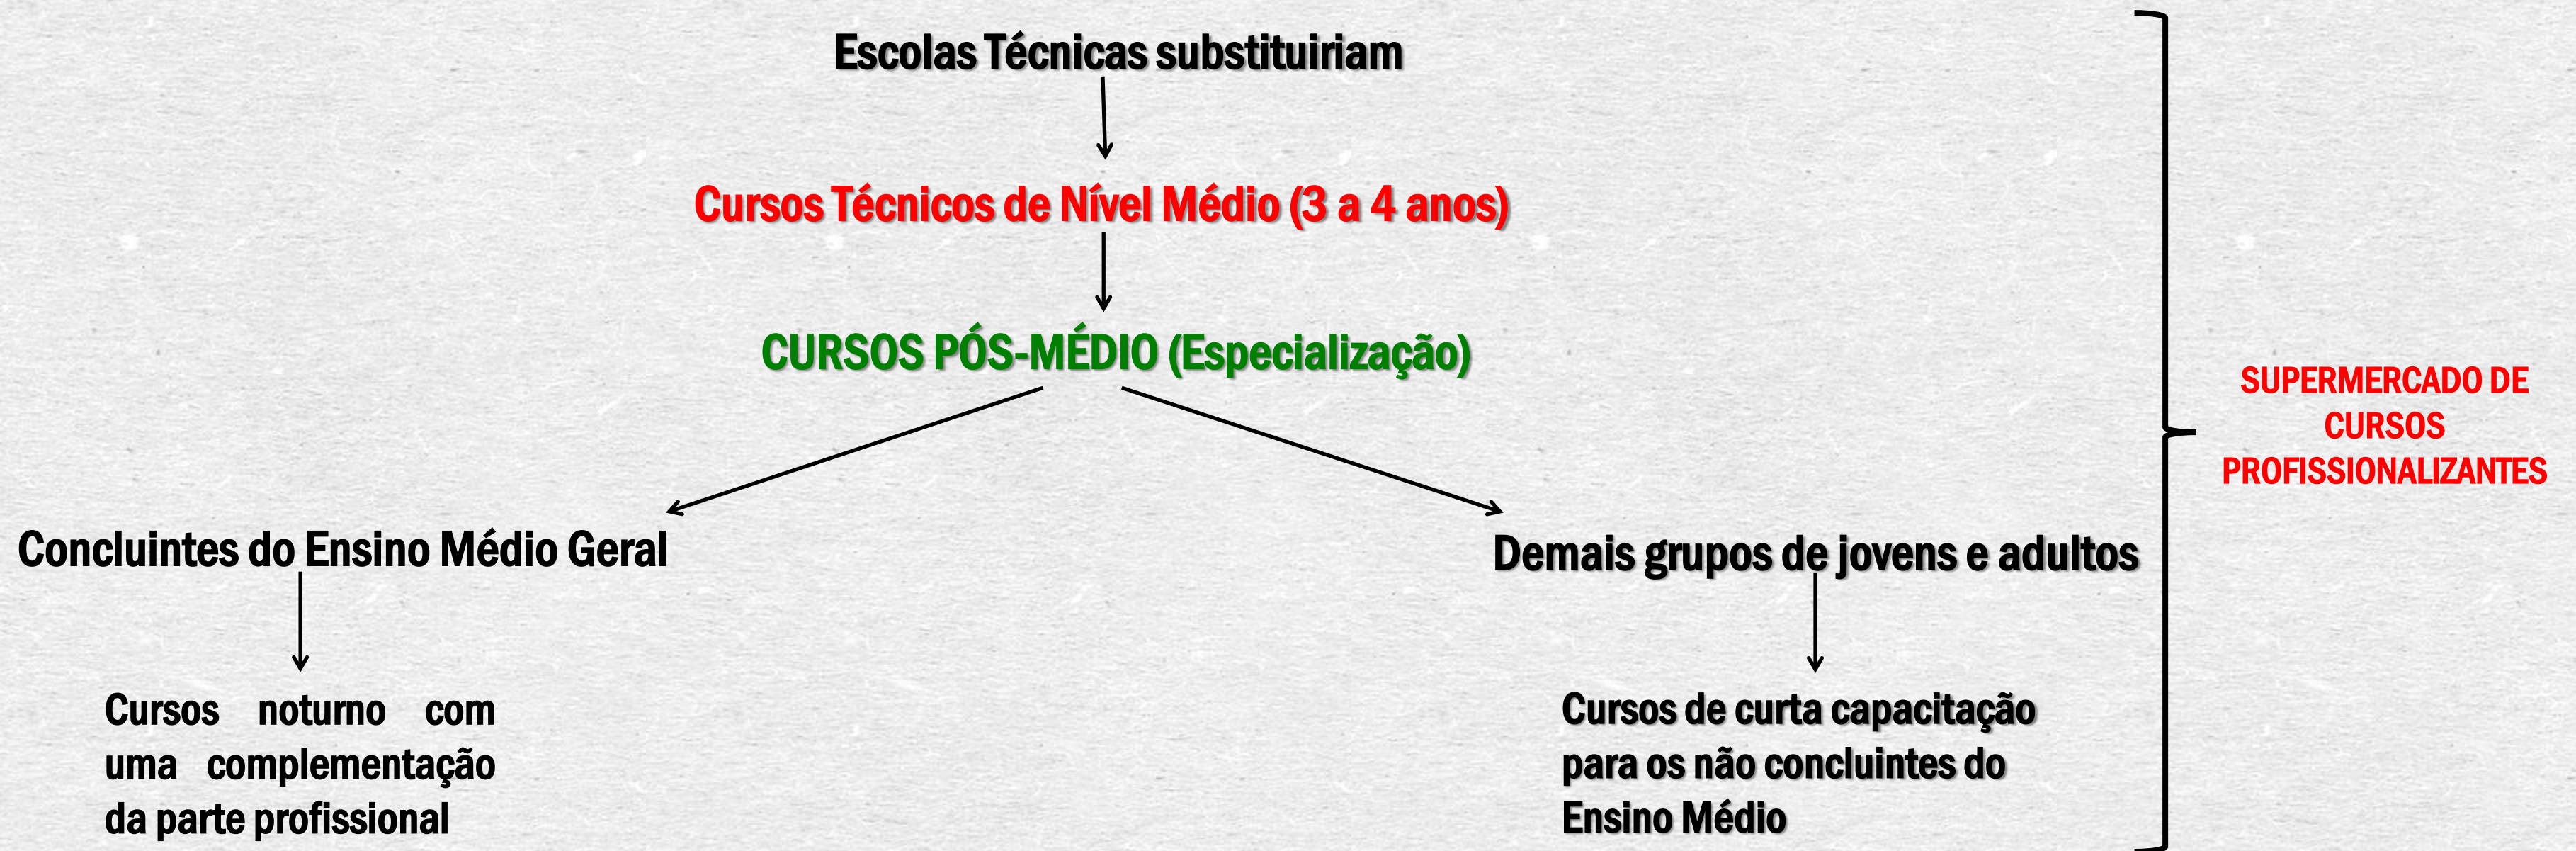 Escolas Técnicas substituiriam
Cursos Técnicos de Nível Médio (3 a 4 anos)
CURSOS PÓS-MÉDIO (Especialização)
Concluintes do Ensino Médio Geral
Cursos noturno com
uma complementação
da parte profissional
Demais grupos de jovens e adultos
Cursos de curta capacitação
para os não concluintes do
Ensino Médio
SUPERMERCADO DE
CURSOS
PROFISSIONALIZANTES